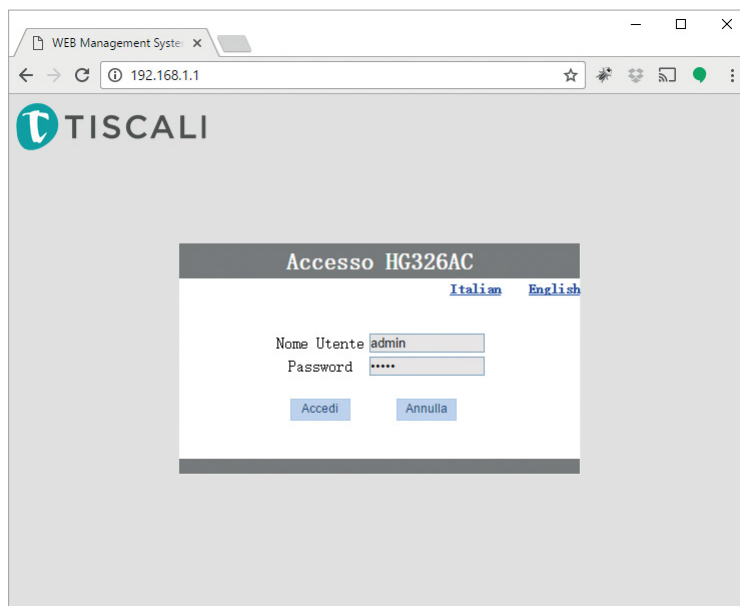 WEB Management Syste
192.168.1.1
TISCALI
Accesso HG326AC
Italian English
Nome Utente admin
Password •••••
Accedi Annulla